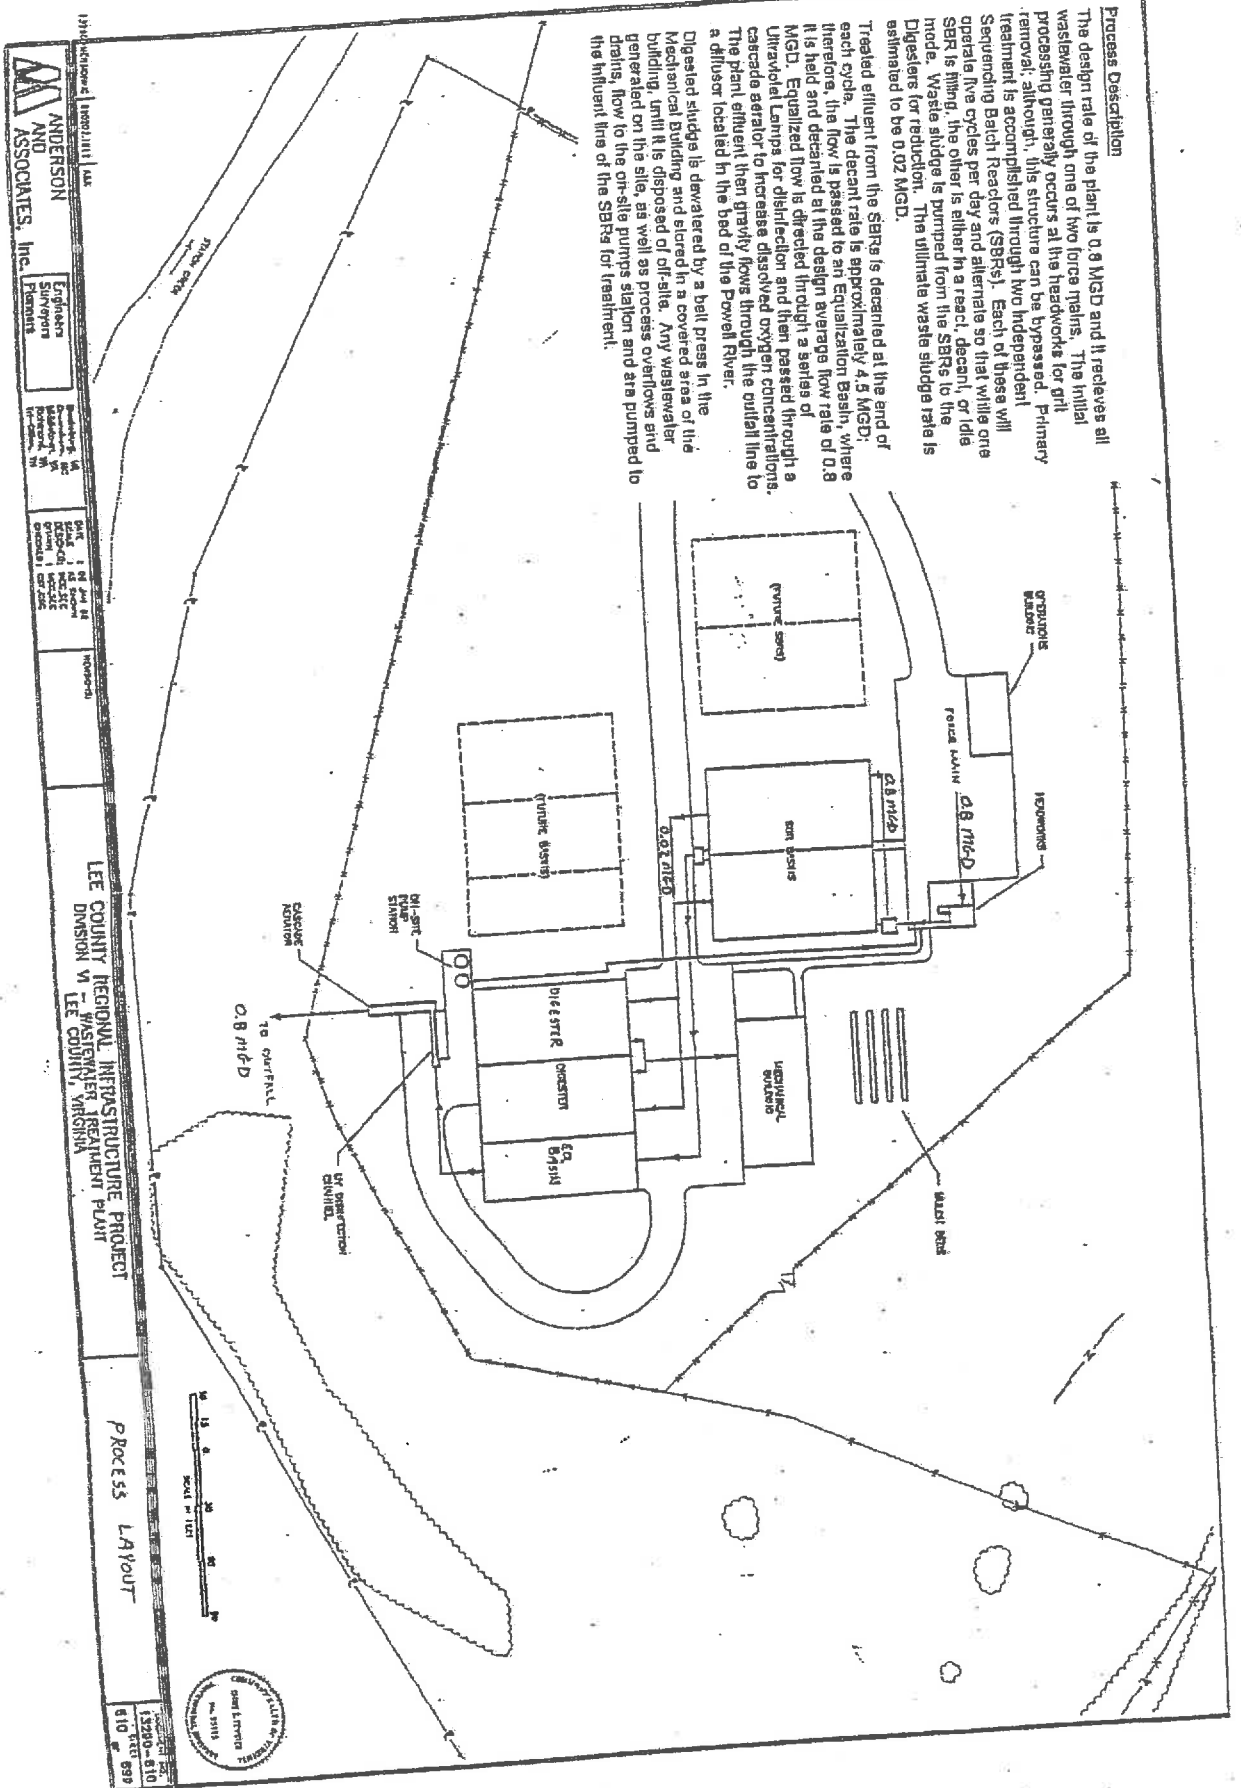 Process Description
The design rate of the plant is 0.8 MGD and it recieves all
wastewater through one of two force mains. The initial
processing generally occurs at the headworks for grit
removal; although, this structure can be bypassed. Primary
treatment is accomplished through two independent
Sequencing Batch Reactors (SBRs). Each of these will
operate five cycles per day and alternate so that while one
SBR is filling, the other is either in a react, decant, or idle
mode. Waste sludge is pumped from the SBRs to the
Digesters for reduction. The ultimate waste sludge rate is
estimated to be 0.02 MGD.
Treated effluent from the SBRs is decanted at the end of
each cycle. The decant rate is approximately 4.5 MGD;
therefore, the flow is passed to an Equalization Basin, where
it is held and decanted at the design average flow rate of 0.8
MGD. Equalized flow is directed through a series of
Ultraviolet Lamps for disinfection and then passed through a
cascade aerator to increase dissolved oxygen concentrations.
The plant effluent then gravity flows through the outfall line to
a diffusor located in the bed of the Powell River.
Digested sludge is dewatered by a belt press in the
Mechanical Building and stored in a covered area of the
building, until it is disposed of off-site. Any wastewater
generated on the site, as well as process overflows and
drains, flow to the on-site pumps station and are pumped to
the influent line of the SBRs for treatment.
OPERATIONS
BUILDING
FORCE MAIN
0.8 MGD
HEADWORKS
(FUTURE SBRS)
0.8 MGD
SBR BASINS
0.02 MGD
(FUTURE BASINS)
MULCH BEDS
MECHANICAL
BUILDING
DIGESTER
DIGESTER
EQ
BASIN
ON-SITE
PUMP
STATION
CASCADE
AERATOR
TO OUTFALL
0.8 MGD
UV DISINFECTION
CHANNEL
N
SCALE IN FEET
ANDERSON
AND
ASSOCIATES, Inc.
Engineers
Surveyors
Planners
LEE COUNTY REGIONAL INFRASTRUCTURE PROJECT
DIVISION VI - WASTEWATER TREATMENT PLANT
LEE COUNTY, VIRGINIA
PROCESS LAYOUT
13290-610